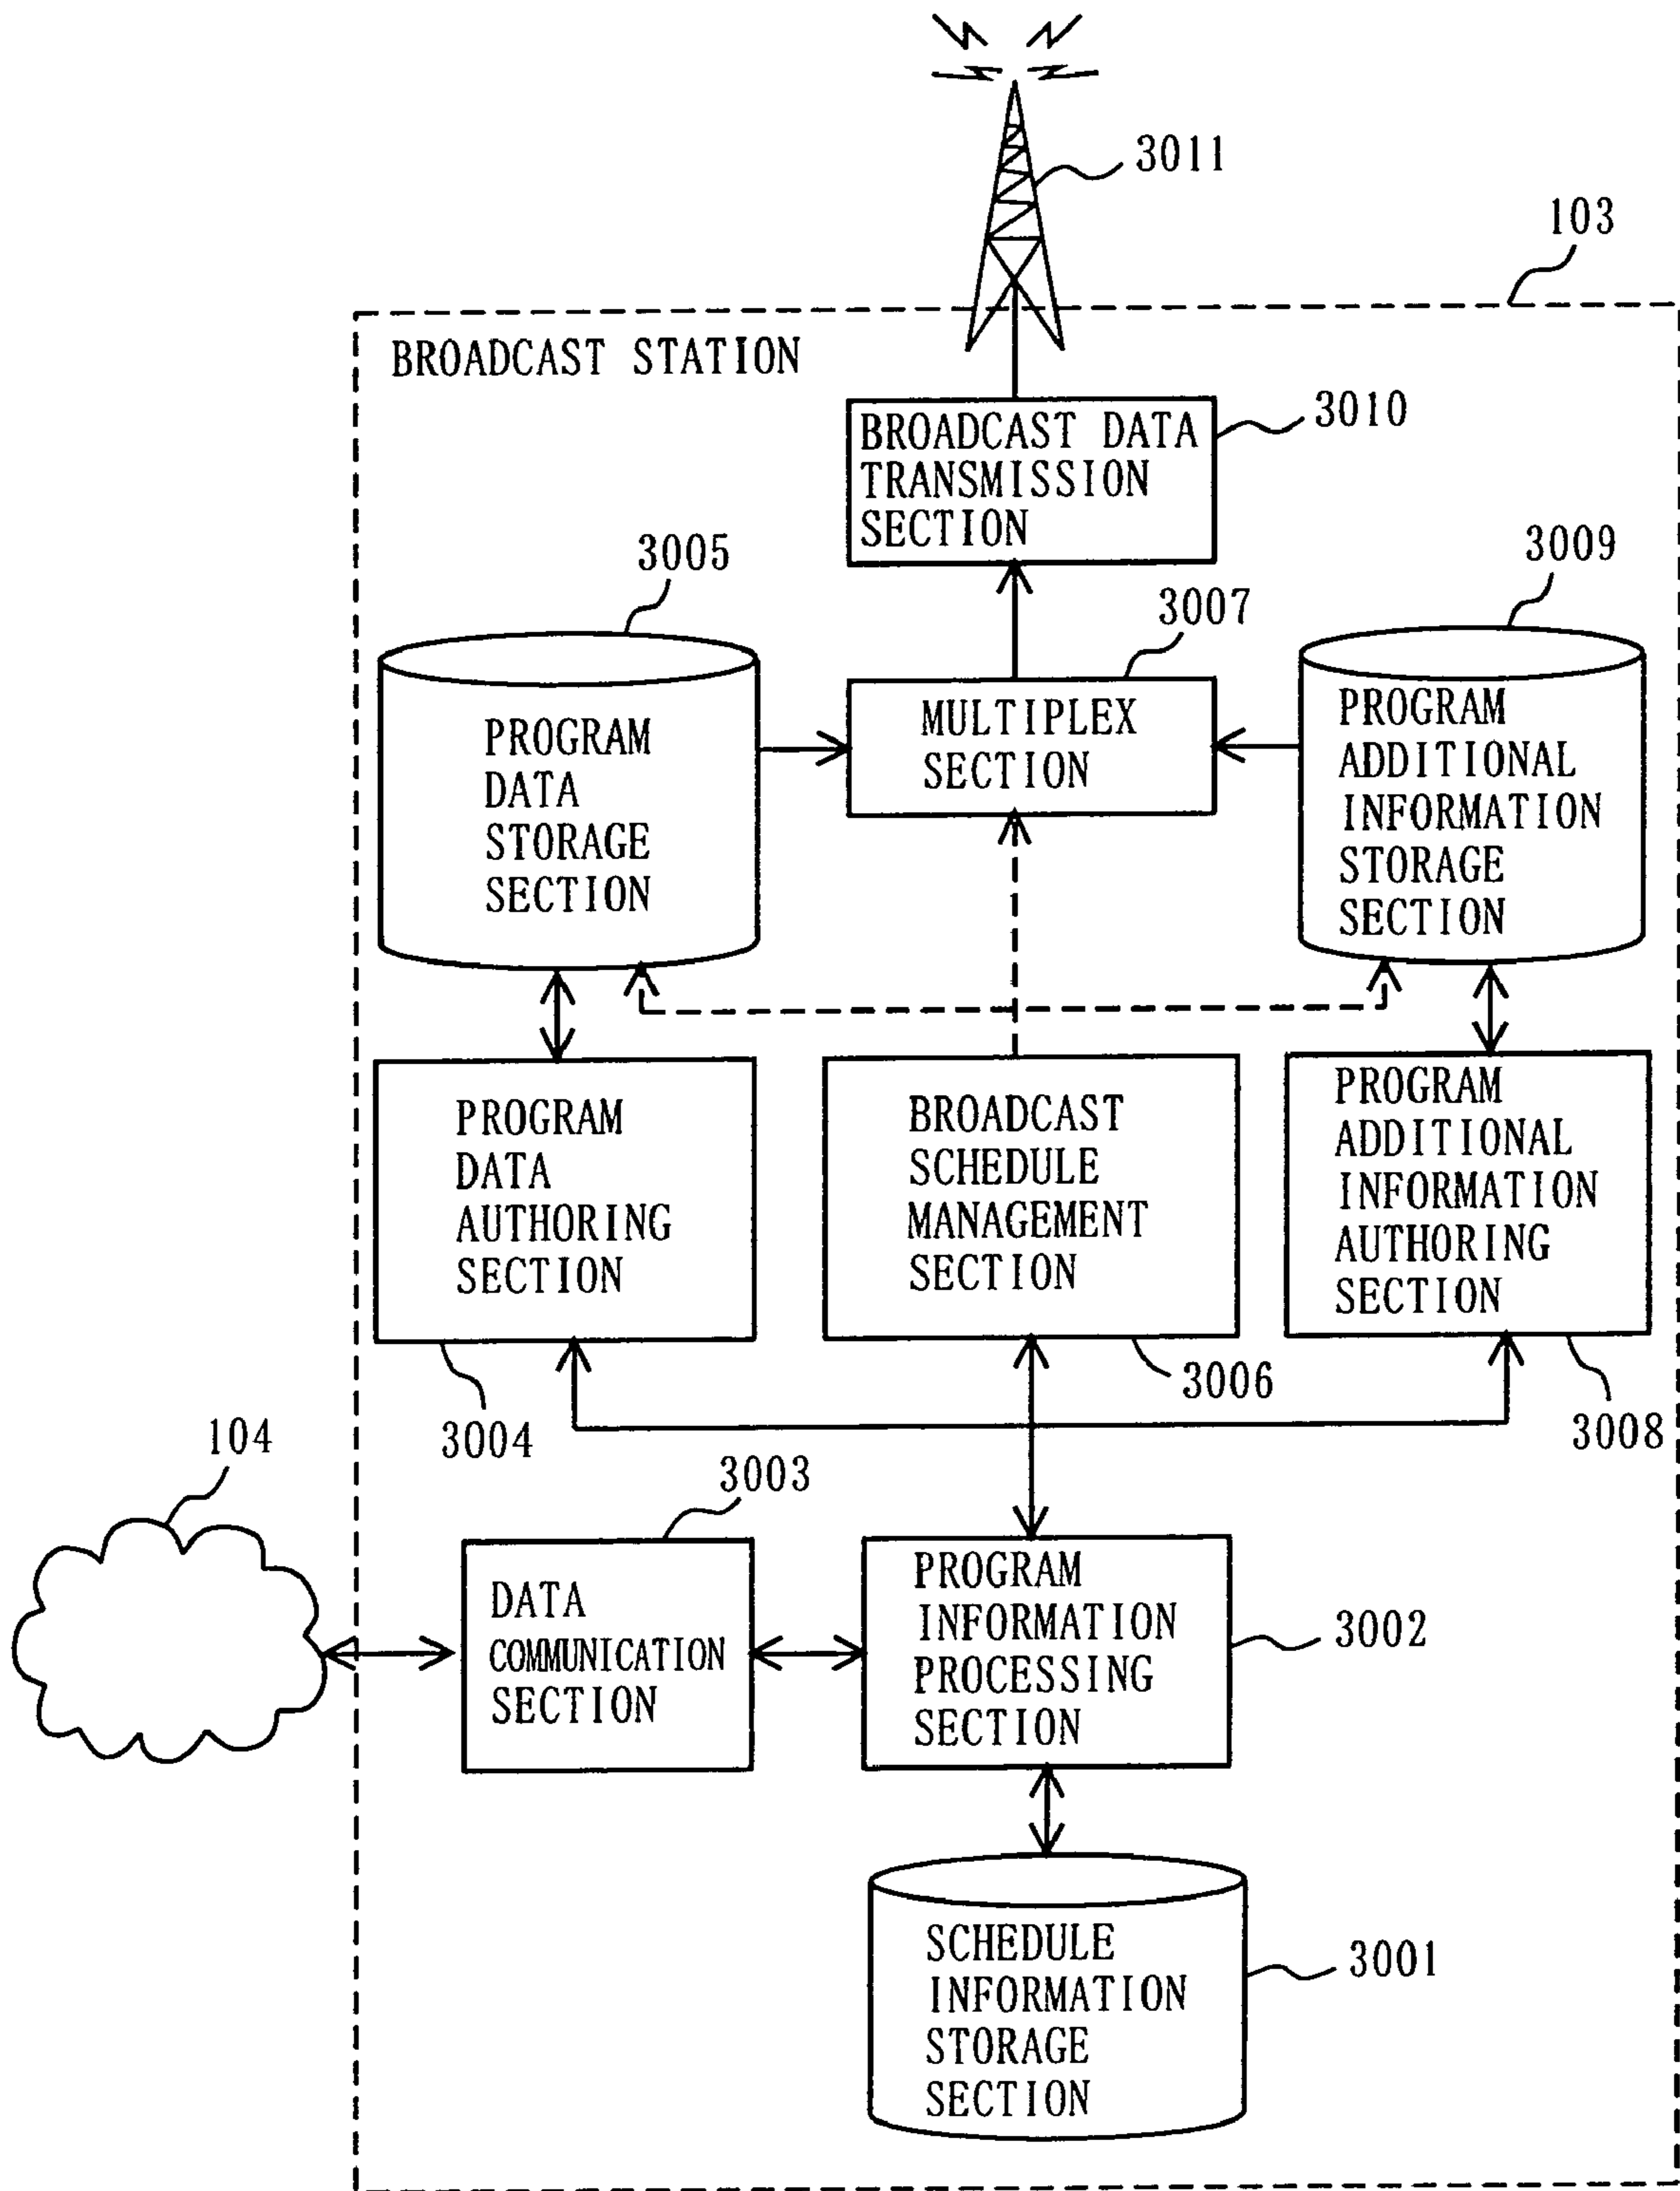 3011
103
BROADCAST STATION
BROADCAST DATA
TRANSMISSION
SECTION
3010
3005
3009
3007
PROGRAM
DATA
STORAGE
SECTION
MULTIPLEX
SECTION
PROGRAM
ADDITIONAL
INFORMATION
STORAGE
SECTION
PROGRAM
DATA
AUTHORING
SECTION
BROADCAST
SCHEDULE
MANAGEMENT
SECTION
PROGRAM
ADDITIONAL
INFORMATION
AUTHORING
SECTION
3004
3006
3008
104
3003
DATA
COMMUNICATION
SECTION
PROGRAM
INFORMATION
PROCESSING
SECTION
3002
SCHEDULE
INFORMATION
STORAGE
SECTION
3001